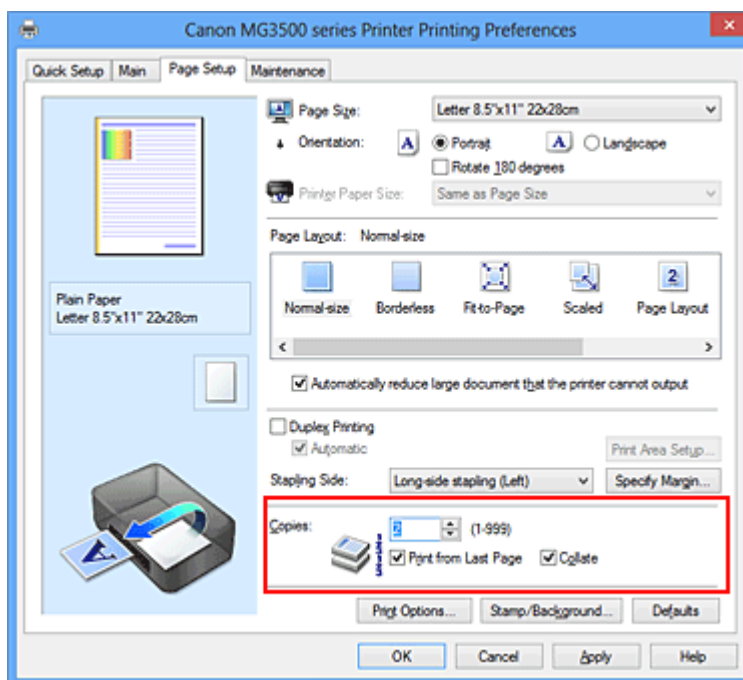 Canon MG3500 series Printer Printing Preferences
Quick Setup Main Page Setup Maintenance
Page Size: Letter 8.5"x11" 22x28cm
Orientation: A Portrait A Landscape
Rotate 180 degrees
Printer Paper Size: Same as Page Size
Page Layout: Normal-size
Normal-size Borderless Fit-to-Page Scaled Page Layout
Plain Paper
Letter 8.5"x11" 22x28cm
Automatically reduce large document that the printer cannot output
Duplex Printing
Automatic Print Area Setup...
Stapling Side: Long-side stapling (Left) Specify Margin...
Copies: 2 (1-999)
Print from Last Page Collate
Print Options... Stamp/Background... Defaults
OK Cancel Apply Help